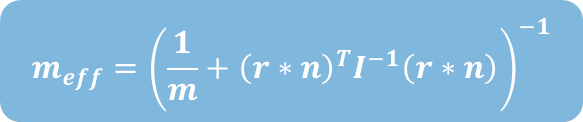 m_eff = (1/m + (r * n)^T I^-1 (r * n))^-1